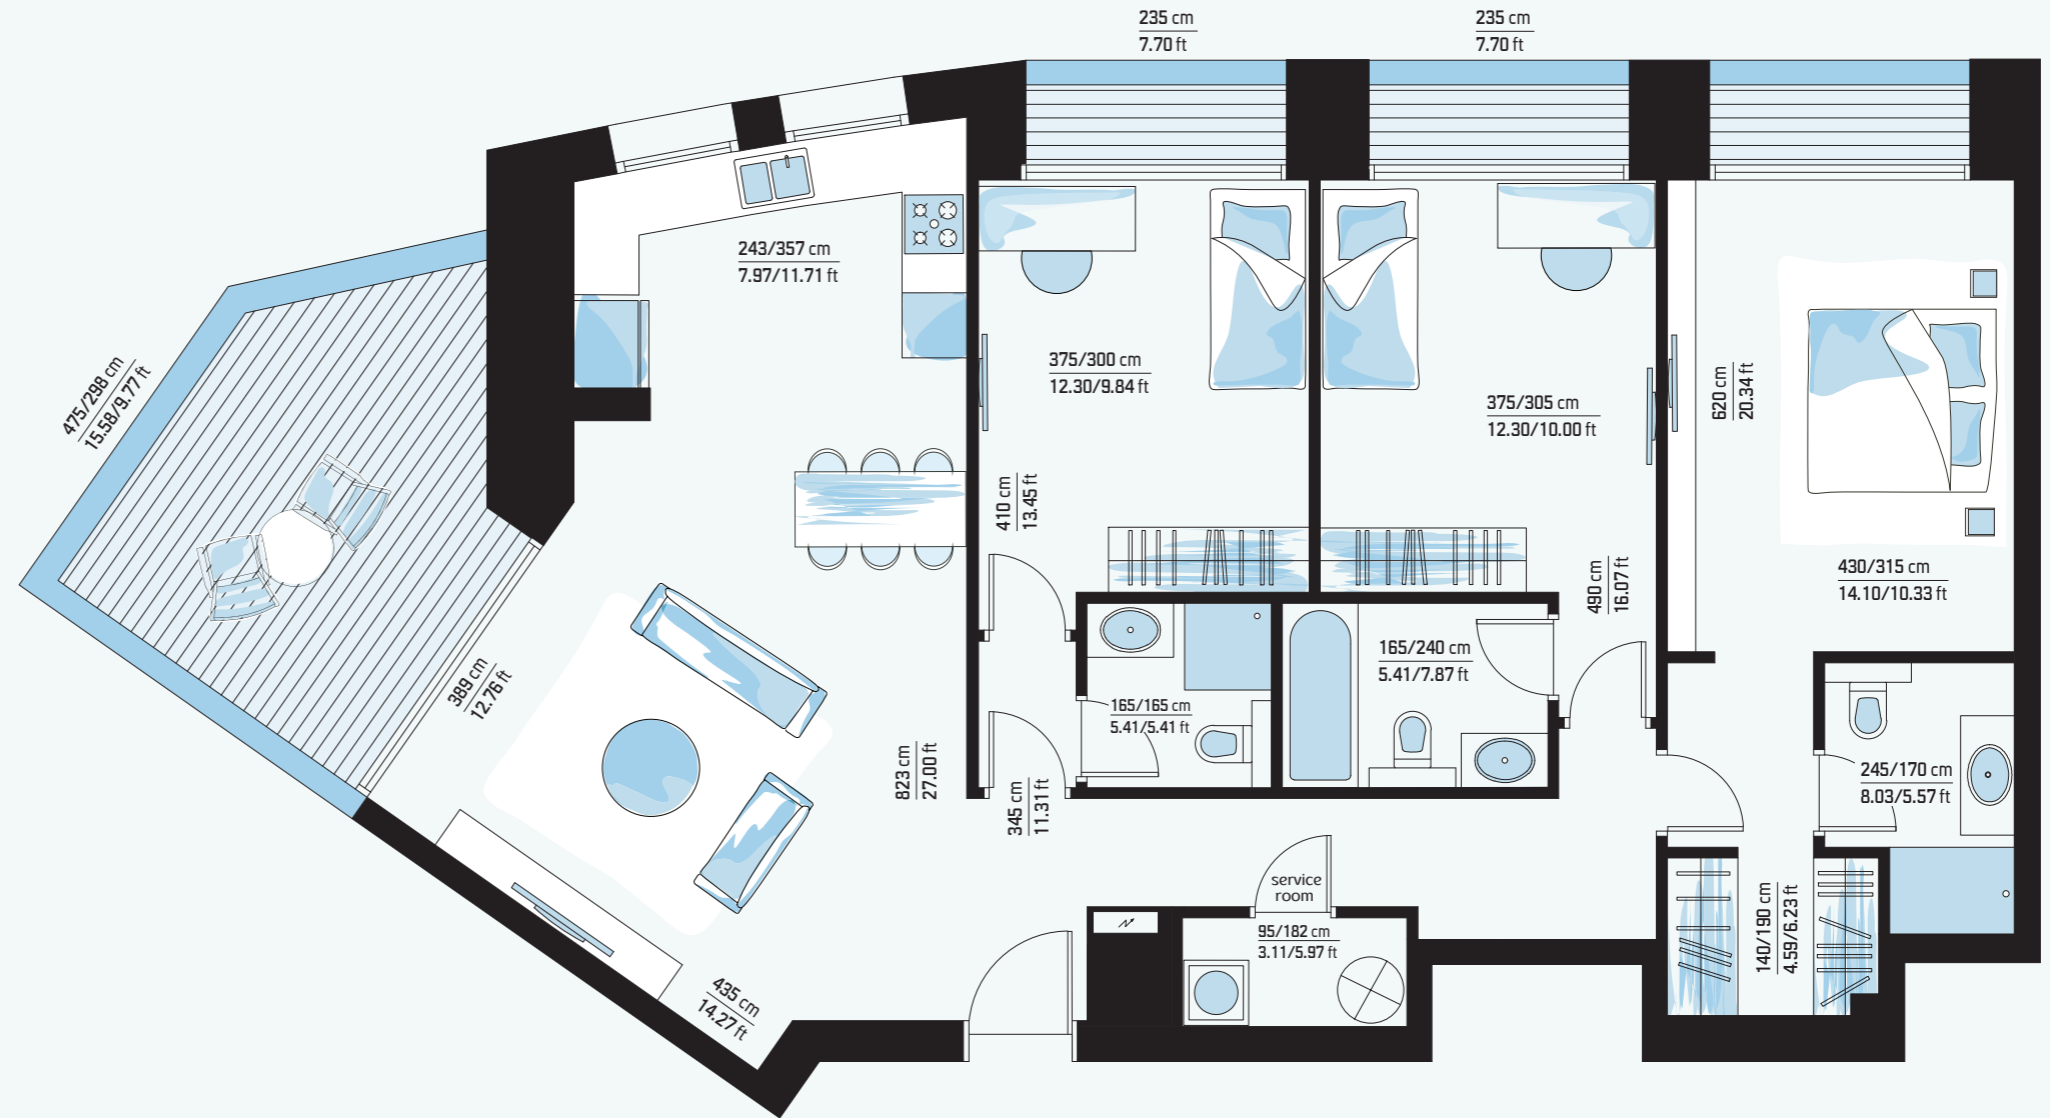 235 cm
7.70 ft
235 cm
7.70 ft
243/357 cm
7.97/11.71 ft
475/298 cm
15.58/9.77 ft
375/300 cm
12.30/9.84 ft
375/305 cm
12.30/10.00 ft
620 cm
20.34 ft
410 cm
13.45 ft
490 cm
16.07 ft
430/315 cm
14.10/10.33 ft
389 cm
12.76 ft
165/240 cm
5.41/7.87 ft
165/165 cm
5.41/5.41 ft
823 cm
27.00 ft
345 cm
11.31 ft
245/170 cm
8.03/5.57 ft
service
room
95/182 cm
3.11/5.97 ft
140/190 cm
4.59/6.23 ft
435 cm
14.27 ft